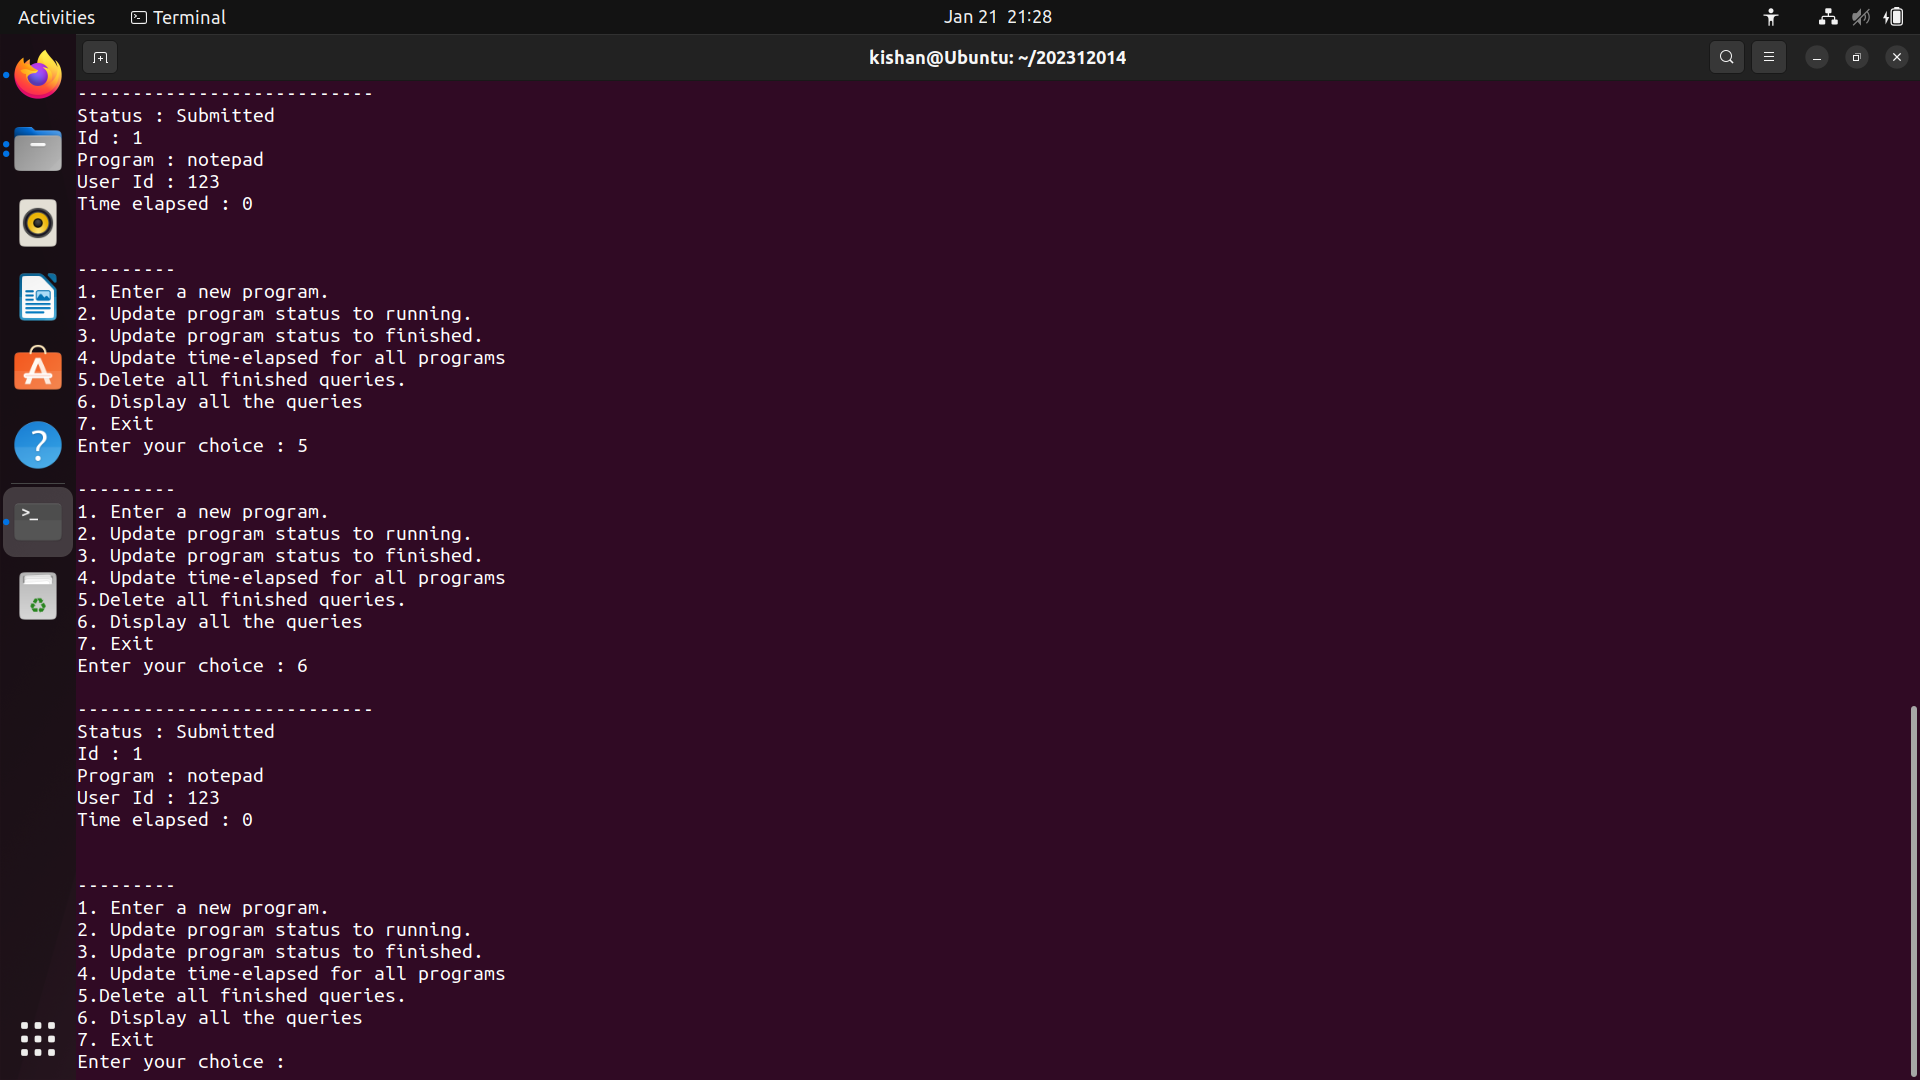 Activities
Terminal
Jan 21 21:28
kishan@Ubuntu: ~/202312014
---------------------------
Status : Submitted
Id : 1
Program : notepad
User Id : 123
Time elapsed : 0
---------
1. Enter a new program.
2. Update program status to running.
3. Update program status to finished.
4. Update time-elapsed for all programs
5.Delete all finished queries.
6. Display all the queries
7. Exit
Enter your choice : 5
---------
1. Enter a new program.
2. Update program status to running.
3. Update program status to finished.
4. Update time-elapsed for all programs
5.Delete all finished queries.
6. Display all the queries
7. Exit
Enter your choice : 6
---------------------------
Status : Submitted
Id : 1
Program : notepad
User Id : 123
Time elapsed : 0
---------
1. Enter a new program.
2. Update program status to running.
3. Update program status to finished.
4. Update time-elapsed for all programs
5.Delete all finished queries.
6. Display all the queries
7. Exit
Enter your choice :